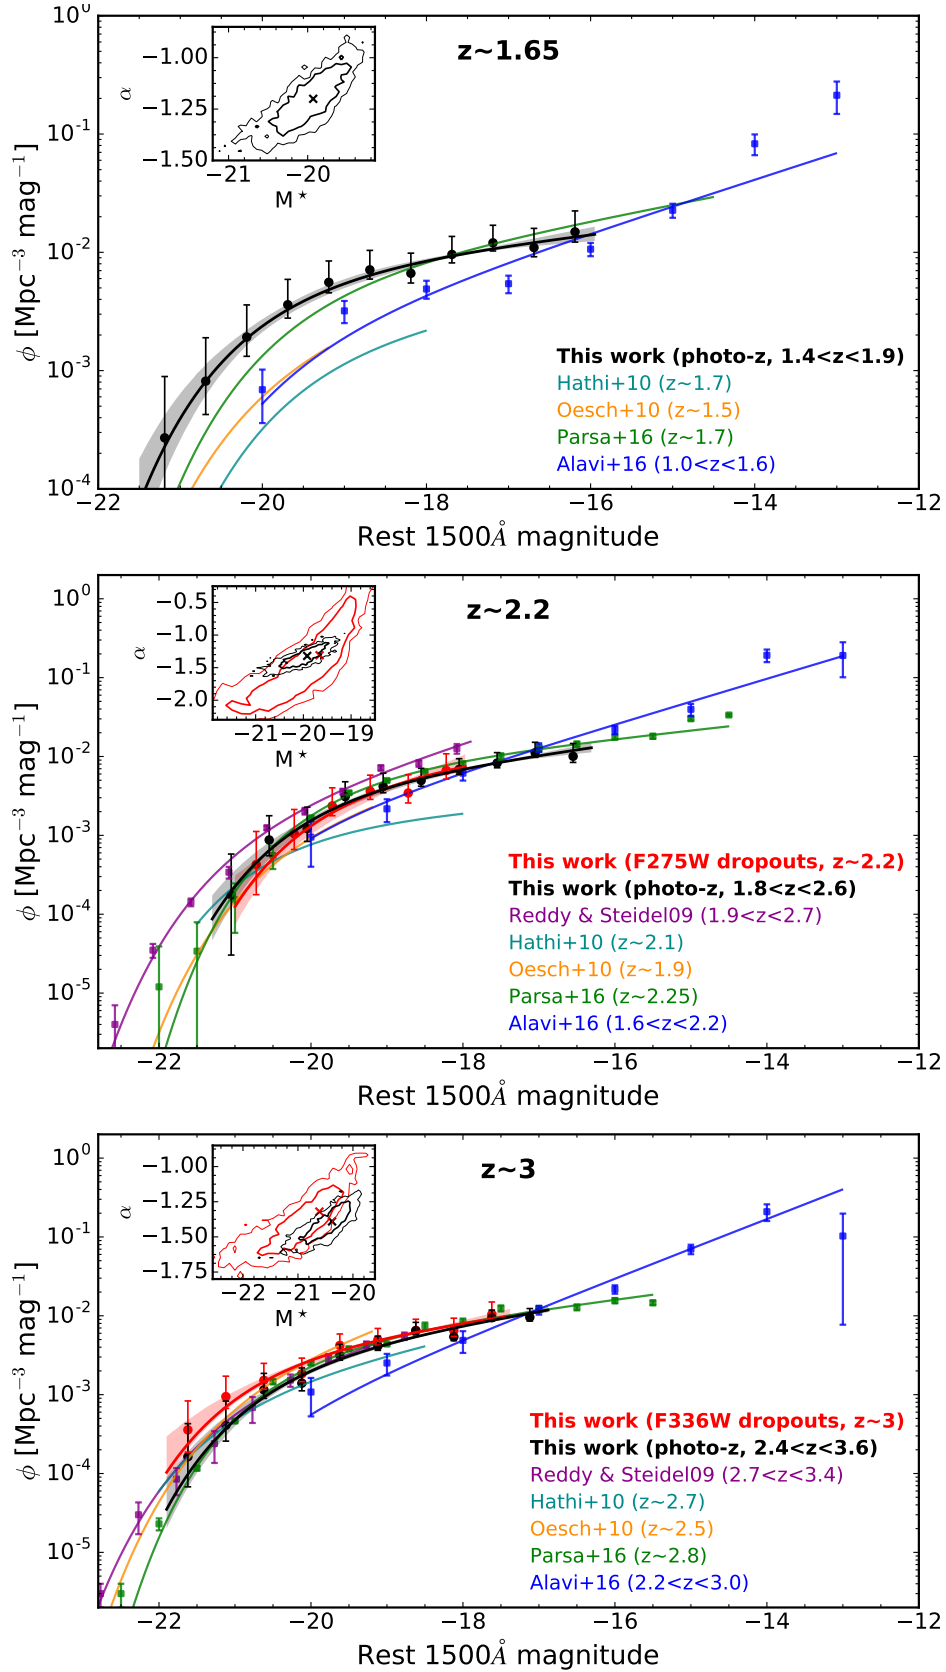 z~1.65
10⁰
10⁻¹
10⁻²
10⁻³
10⁻⁴
ϕ [Mpc⁻³ mag⁻¹]
−1.00
−1.25
−1.50
α
−21 −20
M⋆
This work (photo-z, 1.4<z<1.9)
Hathi+10 (z~1.7)
Oesch+10 (z~1.5)
Parsa+16 (z~1.7)
Alavi+16 (1.0<z<1.6)
−22 −20 −18 −16 −14 −12
Rest 1500Å magnitude
z~2.2
10⁰
10⁻¹
10⁻²
10⁻³
10⁻⁴
10⁻⁵
ϕ [Mpc⁻³ mag⁻¹]
−0.5
−1.0
−1.5
−2.0
α
−21 −20 −19
M⋆
This work (F275W dropouts, z~2.2)
This work (photo-z, 1.8<z<2.6)
Reddy & Steidel09 (1.9<z<2.7)
Hathi+10 (z~2.1)
Oesch+10 (z~1.9)
Parsa+16 (z~2.25)
Alavi+16 (1.6<z<2.2)
−22 −20 −18 −16 −14 −12
Rest 1500Å magnitude
z~3
10⁰
10⁻¹
10⁻²
10⁻³
10⁻⁴
10⁻⁵
ϕ [Mpc⁻³ mag⁻¹]
−1.00
−1.25
−1.50
−1.75
α
−22 −21 −20
M⋆
This work (F336W dropouts, z~3)
This work (photo-z, 2.4<z<3.6)
Reddy & Steidel09 (2.7<z<3.4)
Hathi+10 (z~2.7)
Oesch+10 (z~2.5)
Parsa+16 (z~2.8)
Alavi+16 (2.2<z<3.0)
−22 −20 −18 −16 −14 −12
Rest 1500Å magnitude